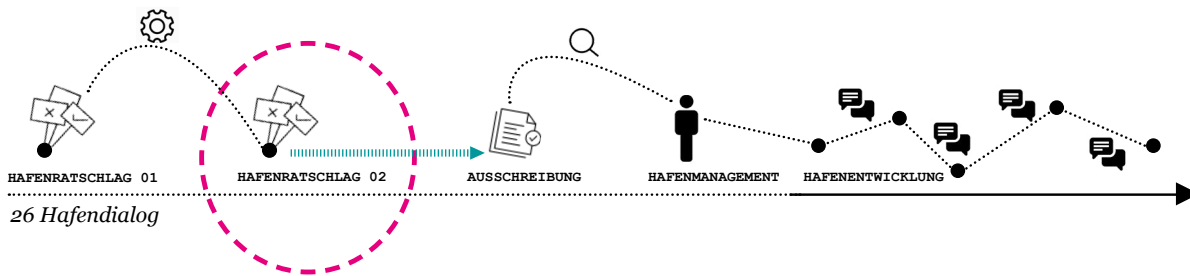 HAFENRATSCHLAG 01
HAFENRATSCHLAG 02
AUSSCHREIBUNG
HAFENMANAGEMENT
HAFENENTWICKLUNG
26 Hafendialog